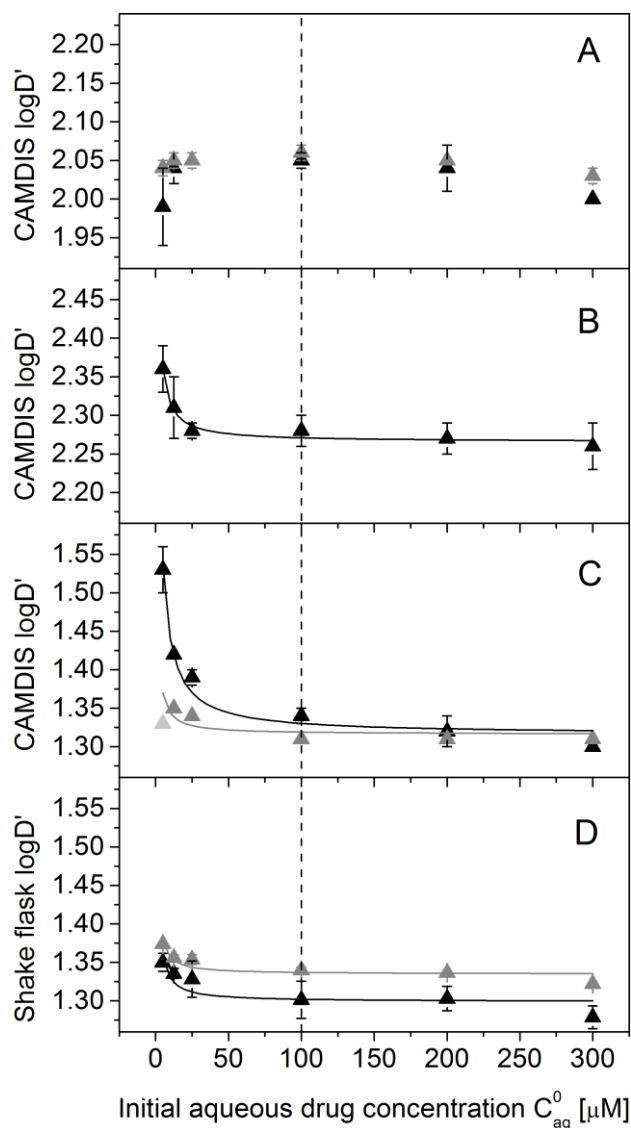 A
CAMDIS logD'
2.20
2.15
2.10
2.05
2.00
1.95
B
CAMDIS logD'
2.45
2.40
2.35
2.30
2.25
2.20
C
CAMDIS logD'
1.55
1.50
1.45
1.40
1.35
1.30
D
Shake flask logD'
1.55
1.50
1.45
1.40
1.35
1.30
0 50 100 150 200 250 300
Initial aqueous drug concentration C⁰aq [μM]